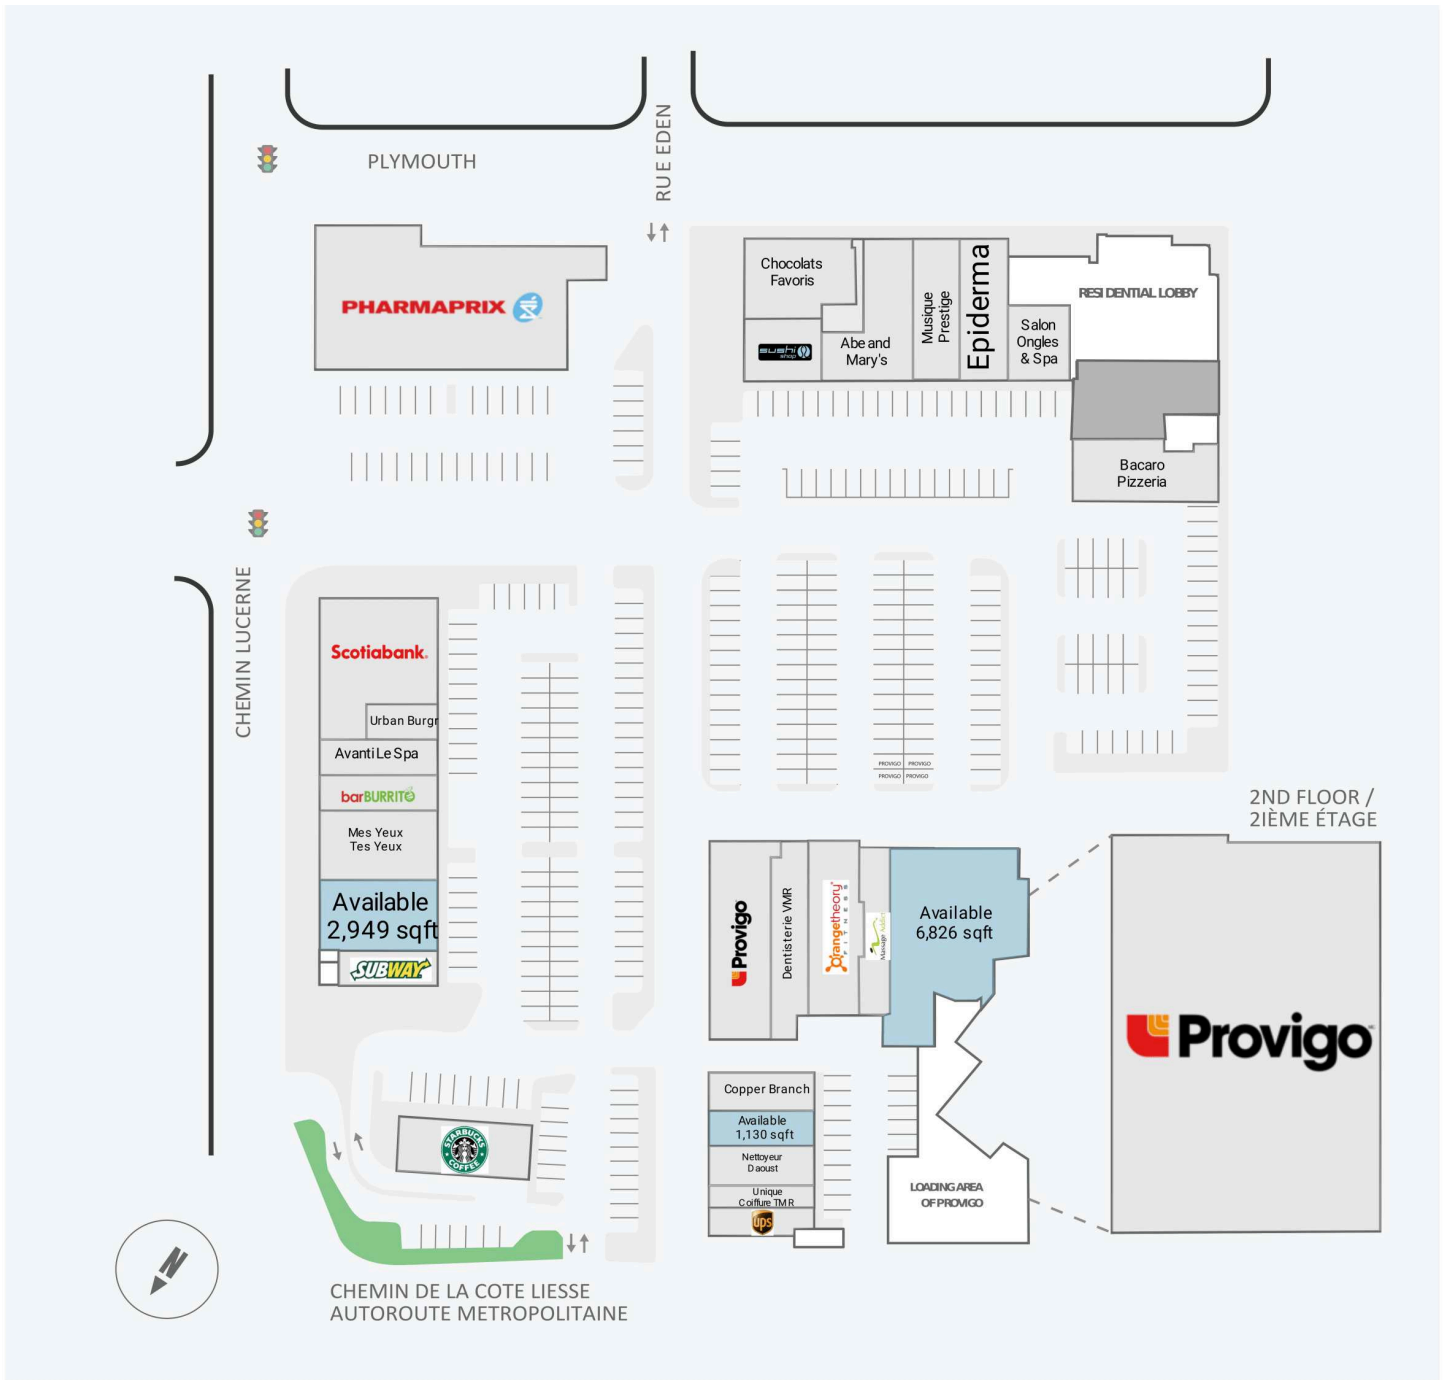 PLYMOUTH
RUE EDEN
PHARMAPRIX
Chocolats
Favoris
sushi
shop
Abe and
Mary's
Musique
Prestige
Epiderma
Salon
Ongles
& Spa
RESIDENTIAL LOBBY
Bacaro
Pizzeria
CHEMIN LUCERNE
Scotiabank
Urban Burgr
Avanti Le Spa
barBURRITO
Mes Yeux
Tes Yeux
Available
2,949 sqft
SUBWAY
PROVIGO PROVIGO
PROVIGO PROVIGO
2ND FLOOR /
2IÈME ÉTAGE
Provigo
Dentisterie VMR
Orangetheory
FITNESS
Massage Addict
Available
6,826 sqft
Provigo
Copper Branch
Available
1,130 sqft
Nettoyeur
Daoust
Unique
Coiffure TMR
ups
LOADING AREA
OF PROVIGO
STARBUCKS
COFFEE
N
CHEMIN DE LA COTE LIESSE
AUTOROUTE METROPOLITAINE